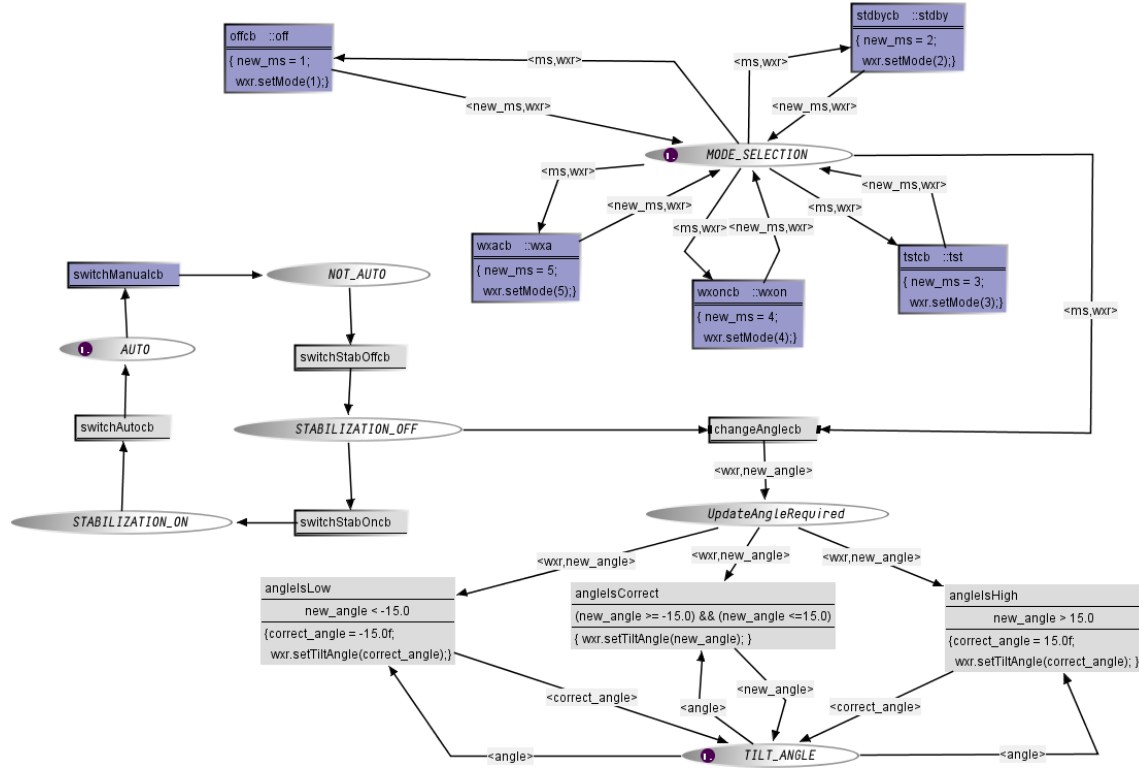 offcb ::off
{ new_ms = 1;
wxr.setMode(1);}
stdbycb ::stdby
{ new_ms = 2;
wxr.setMode(2);}
<ms,wxr>
<ms,wxr>
<new_ms,wxr>
<new_ms,wxr>
MODE_SELECTION
<ms,wxr>
<new_ms,wxr>
<new_ms,wxr>
<ms,wxr>
<ms,wxr>
<new_ms,wxr>
wxacb ::wxa
{ new_ms = 5;
wxr.setMode(5);}
tstcb ::tst
{ new_ms = 3;
wxr.setMode(3);}
wxoncb ::wxon
{ new_ms = 4;
wxr.setMode(4);}
<ms,wxr>
switchManualcb
NOT_AUTO
AUTO
switchStabOffcb
switchAutocb
STABILIZATION_OFF
changeAnglecb
<wxr,new_angle>
STABILIZATION_ON
switchStabOncb
UpdateAngleRequired
<wxr,new_angle>
<wxr,new_angle>
<wxr,new_angle>
angleIsLow
new_angle < -15.0
{correct_angle = -15.0f;
wxr.setTiltAngle(correct_angle);}
angleIsCorrect
(new_angle >= -15.0) && (new_angle <=15.0)
{ wxr.setTiltAngle(new_angle); }
angleIsHigh
new_angle > 15.0
{correct_angle = 15.0f;
wxr.setTiltAngle(correct_angle); }
<correct_angle>
<angle>
<new_angle>
<correct_angle>
<angle>
TILT_ANGLE
<angle>